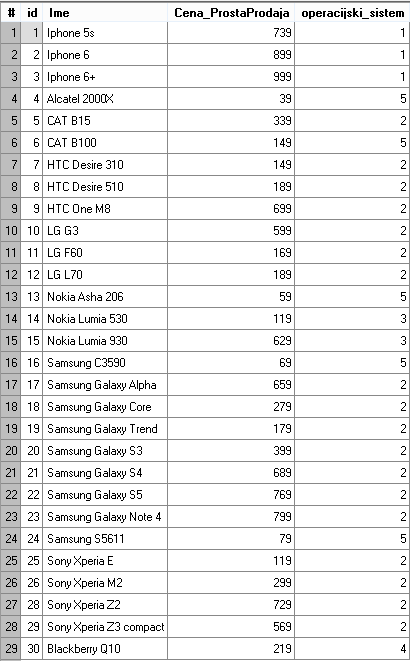 # id Ime Cena_ProstaProdaja operacijski_sistem
1 1 Iphone 5s 739 1
2 2 Iphone 6 899 1
3 3 Iphone 6+ 999 1
4 4 Alcatel 2000X 39 5
5 5 CAT B15 339 2
6 6 CAT B100 149 5
7 7 HTC Desire 310 149 2
8 8 HTC Desire 510 189 2
9 9 HTC One M8 699 2
10 10 LG G3 599 2
11 11 LG F60 169 2
12 12 LG L70 189 2
13 13 Nokia Asha 206 59 5
14 14 Nokia Lumia 530 119 3
15 15 Nokia Lumia 930 629 3
16 16 Samsung C3590 69 5
17 17 Samsung Galaxy Alpha 659 2
18 18 Samsung Galaxy Core 279 2
19 19 Samsung Galaxy Trend 179 2
20 20 Samsung Galaxy S3 399 2
21 21 Samsung Galaxy S4 689 2
22 22 Samsung Galaxy S5 769 2
23 23 Samsung Galaxy Note 4 799 2
24 24 Samsung S5611 79 5
25 25 Sony Xperia E 119 2
26 26 Sony Xperia M2 299 2
27 28 Sony Xperia Z2 729 2
28 29 Sony Xperia Z3 compact 569 2
29 30 Blackberry Q10 219 4